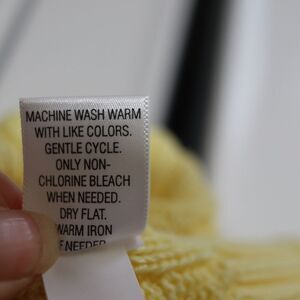 MACHINE WASH WARM
WITH LIKE COLORS.
GENTLE CYCLE.
ONLY NON-
CHLORINE BLEACH
WHEN NEEDED.
DRY FLAT.
WARM IRON
IF NEEDED